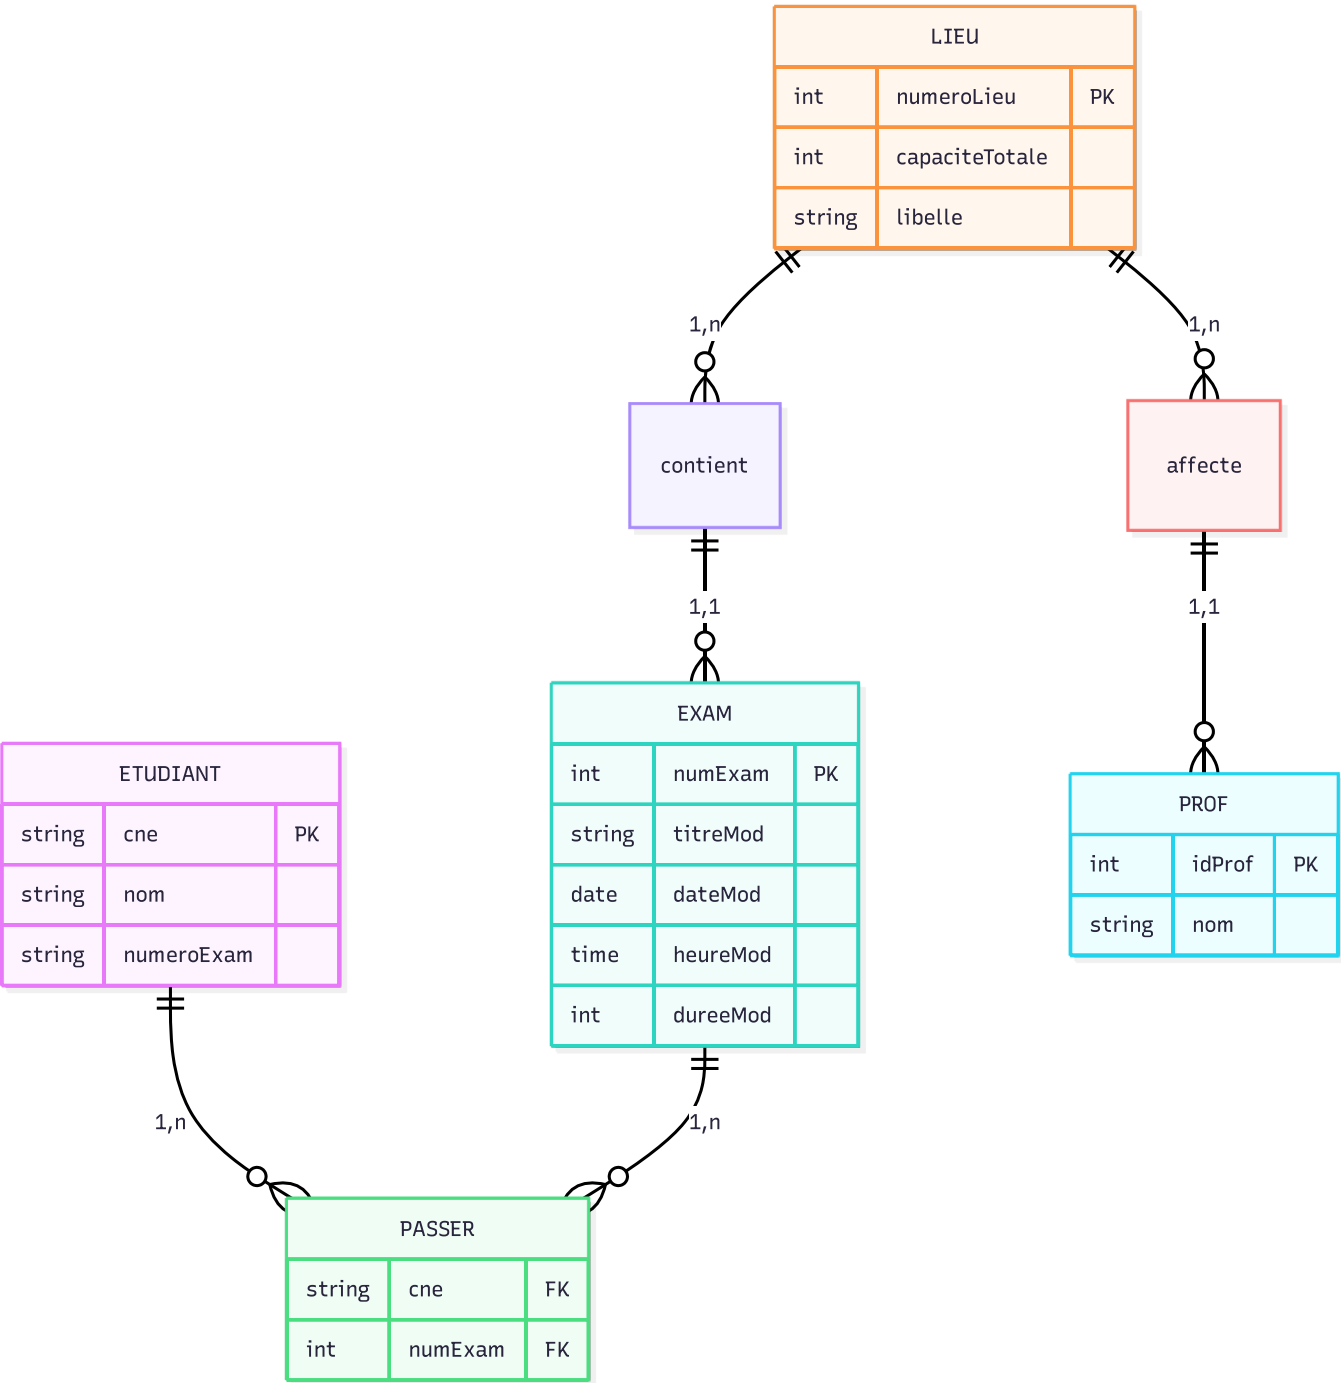 LIEU
int numeroLieu PK
int capaciteTotale
string libelle
1,n 1,n
contient affecte
1,1 1,1
EXAM
int numExam PK
string titreMod
date dateMod
time heureMod
int dureeMod
ETUDIANT
string cne PK
string nom
string numeroExam
PROF
int idProf PK
string nom
1,n 1,n
PASSER
string cne FK
int numExam FK